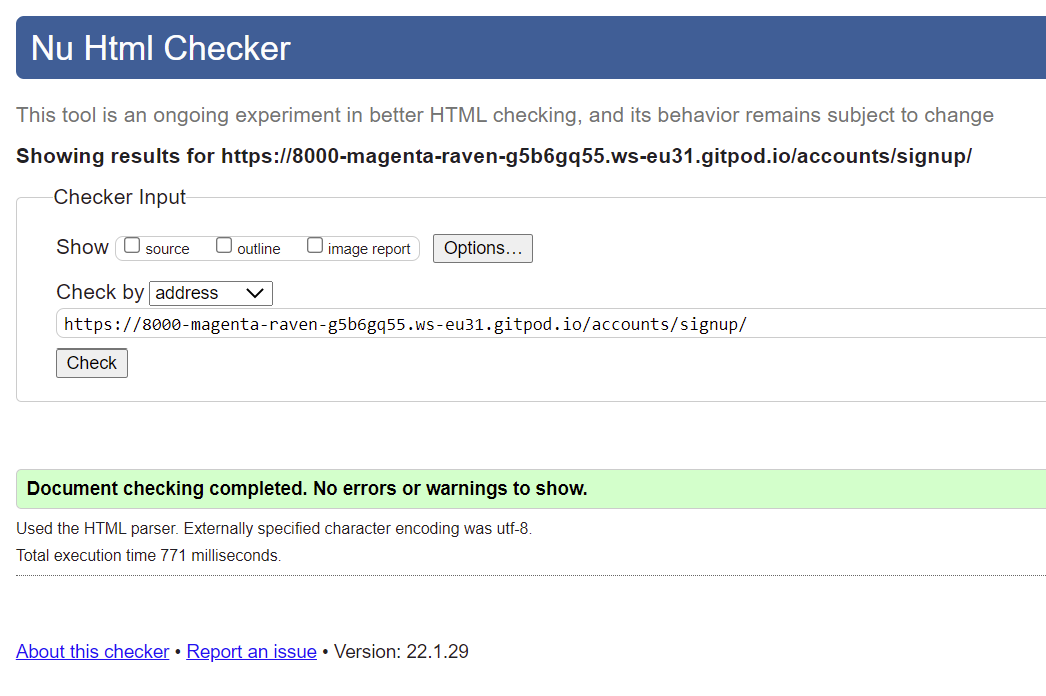 Nu Html Checker
This tool is an ongoing experiment in better HTML checking, and its behavior remains subject to change
Showing results for https://8000-magenta-raven-g5b6gq55.ws-eu31.gitpod.io/accounts/signup/
Checker Input
Show source outline image report Options...
Check by address
https://8000-magenta-raven-g5b6gq55.ws-eu31.gitpod.io/accounts/signup/
Check
Document checking completed. No errors or warnings to show.
Used the HTML parser. Externally specified character encoding was utf-8.
Total execution time 771 milliseconds.
About this checker • Report an issue • Version: 22.1.29